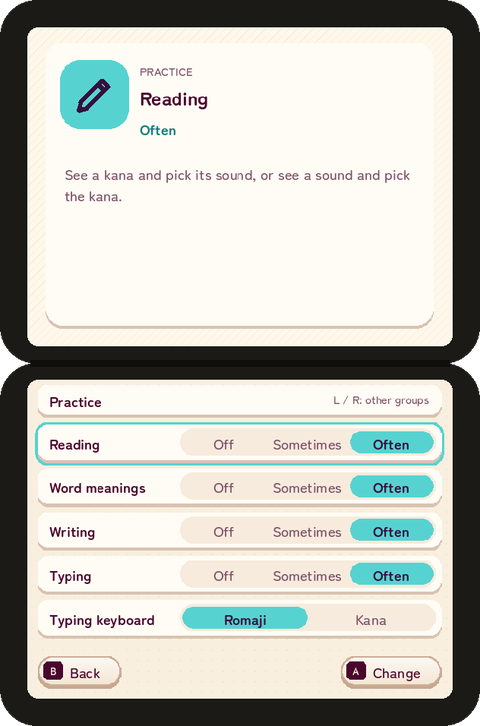 PRACTICE
Reading
Often
See a kana and pick its sound, or see a sound and pick
the kana.
Practice L / R: other groups
Reading Off Sometimes Often
Word meanings Off Sometimes Often
Writing Off Sometimes Often
Typing Off Sometimes Often
Typing keyboard Romaji Kana
B Back A Change